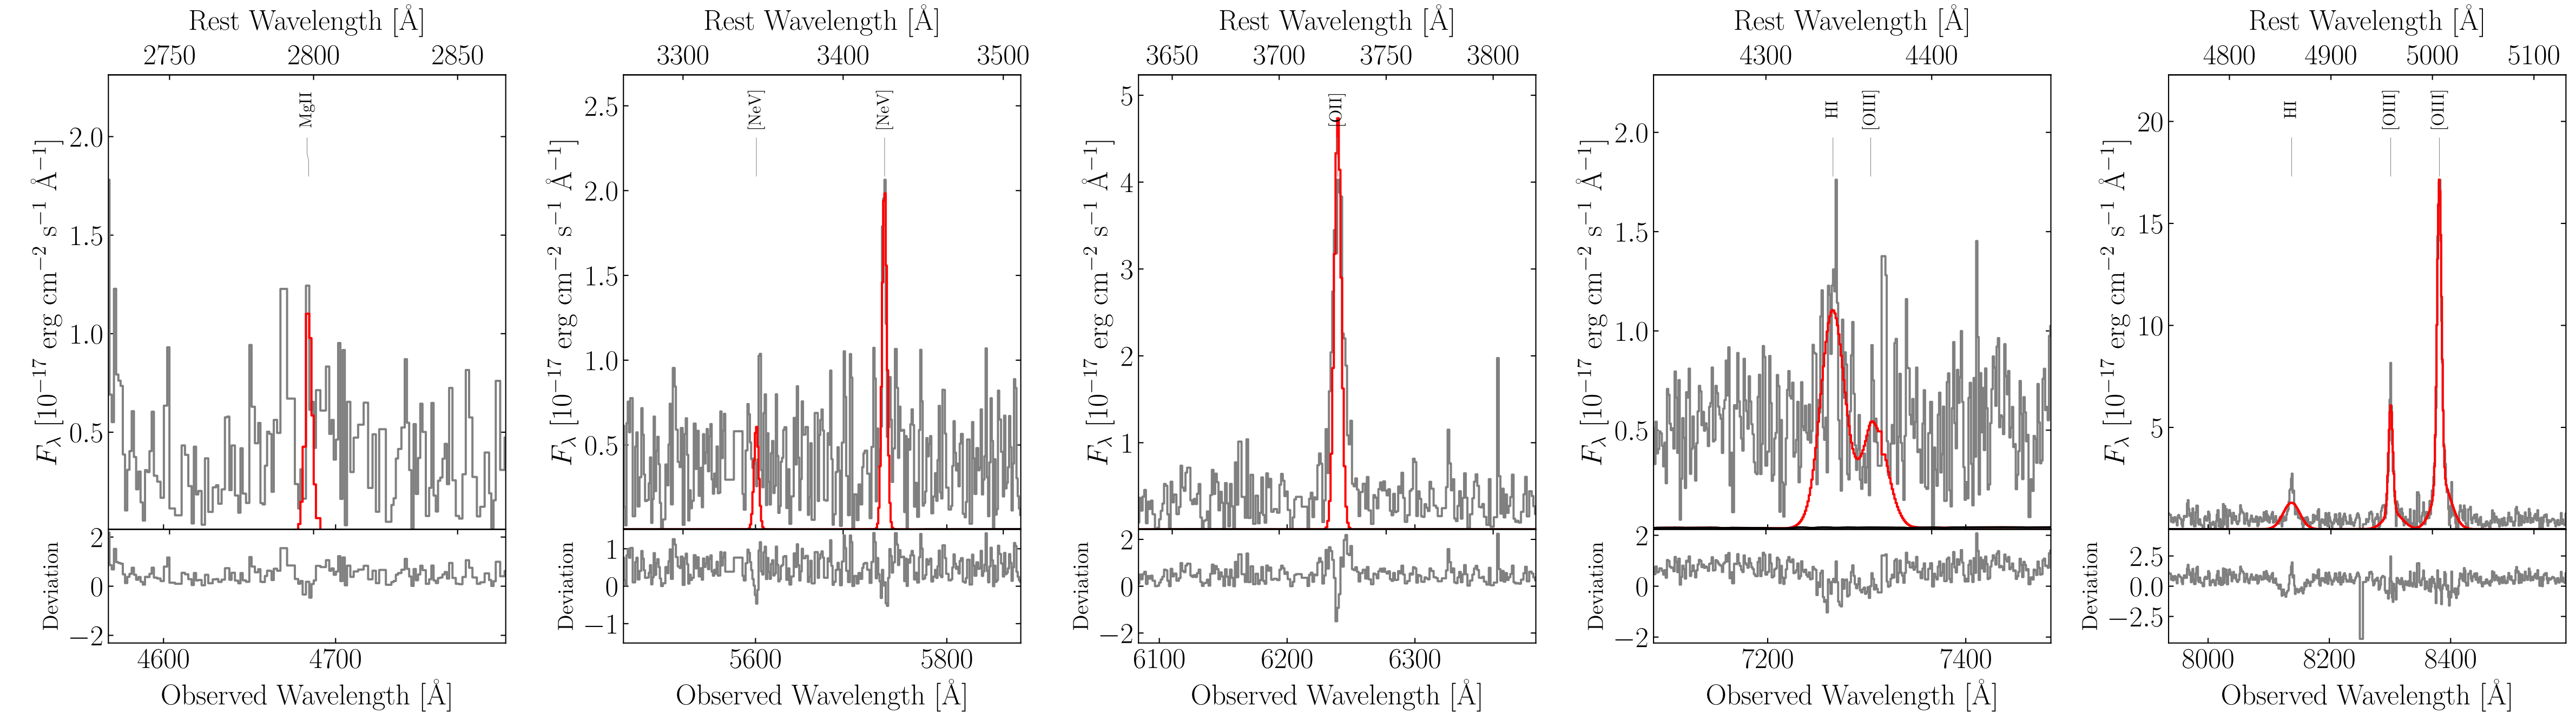 Rest Wavelength [Å]
2750 2800 2850
MgII
2.0
1.5
1.0
0.5
F_λ [10^{-17} erg cm^{-2} s^{-1} Å^{-1}]
2
0
−2
Deviation
4600 4700
Observed Wavelength [Å]
Rest Wavelength [Å]
3300 3400 3500
[NeV] [NeV]
2.5
2.0
1.5
1.0
0.5
F_λ [10^{-17} erg cm^{-2} s^{-1} Å^{-1}]
1
0
−1
Deviation
5600 5800
Observed Wavelength [Å]
Rest Wavelength [Å]
3650 3700 3750 3800
[OII]
5
4
3
2
1
F_λ [10^{-17} erg cm^{-2} s^{-1} Å^{-1}]
2
0
−2
Deviation
6100 6200 6300
Observed Wavelength [Å]
Rest Wavelength [Å]
4300 4400
HI [OIII]
2.0
1.5
1.0
0.5
F_λ [10^{-17} erg cm^{-2} s^{-1} Å^{-1}]
2
0
−2
Deviation
7200 7400
Observed Wavelength [Å]
Rest Wavelength [Å]
4800 4900 5000 5100
HI [OIII] [OIII]
20
15
10
5
F_λ [10^{-17} erg cm^{-2} s^{-1} Å^{-1}]
2.5
0.0
−2.5
Deviation
8000 8200 8400
Observed Wavelength [Å]